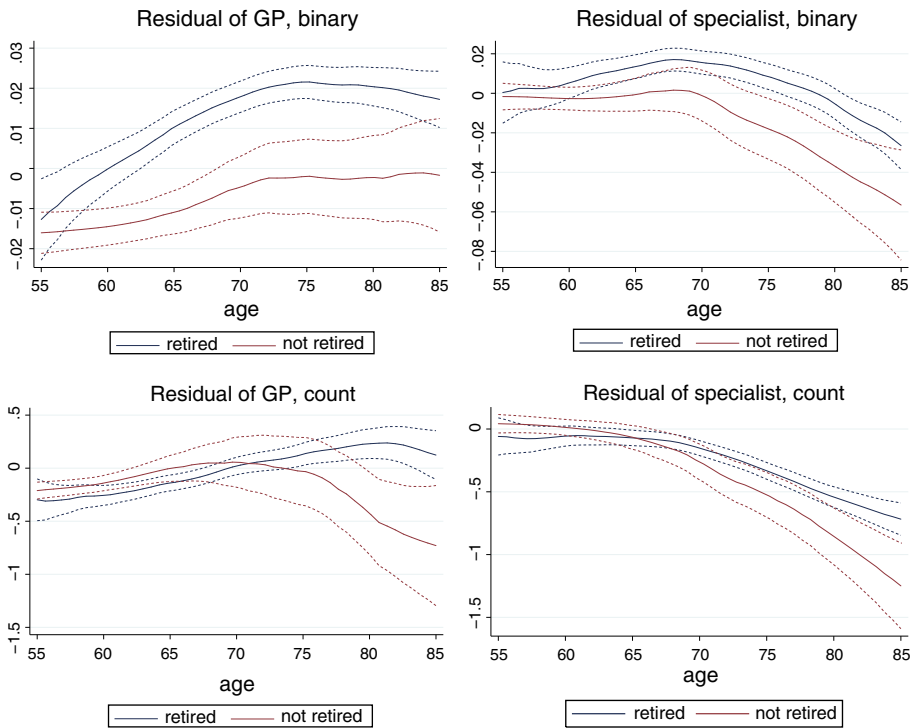 Residual of GP, binary
.03
.02
.01
0
-.01
-.02
55 60 65 70 75 80 85
age
retired not retired
Residual of specialist, binary
.02
0
-.02
-.04
-.06
-.08
55 60 65 70 75 80 85
age
retired not retired
Residual of GP, count
.5
0
-.5
-1
-1.5
55 60 65 70 75 80 85
age
retired not retired
Residual of specialist, count
0
-.5
-1
-1.5
55 60 65 70 75 80 85
age
retired not retired